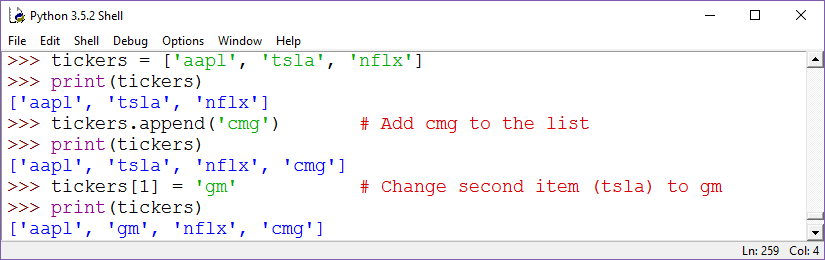 Python 3.5.2 Shell
File Edit Shell Debug Options Window Help
>>> tickers = ['aapl', 'tsla', 'nflx']
>>> print(tickers)
['aapl', 'tsla', 'nflx']
>>> tickers.append('cmg')       # Add cmg to the list
>>> print(tickers)
['aapl', 'tsla', 'nflx', 'cmg']
>>> tickers[1] = 'gm'           # Change second item (tsla) to gm
>>> print(tickers)
['aapl', 'gm', 'nflx', 'cmg']
Ln: 259 Col: 4